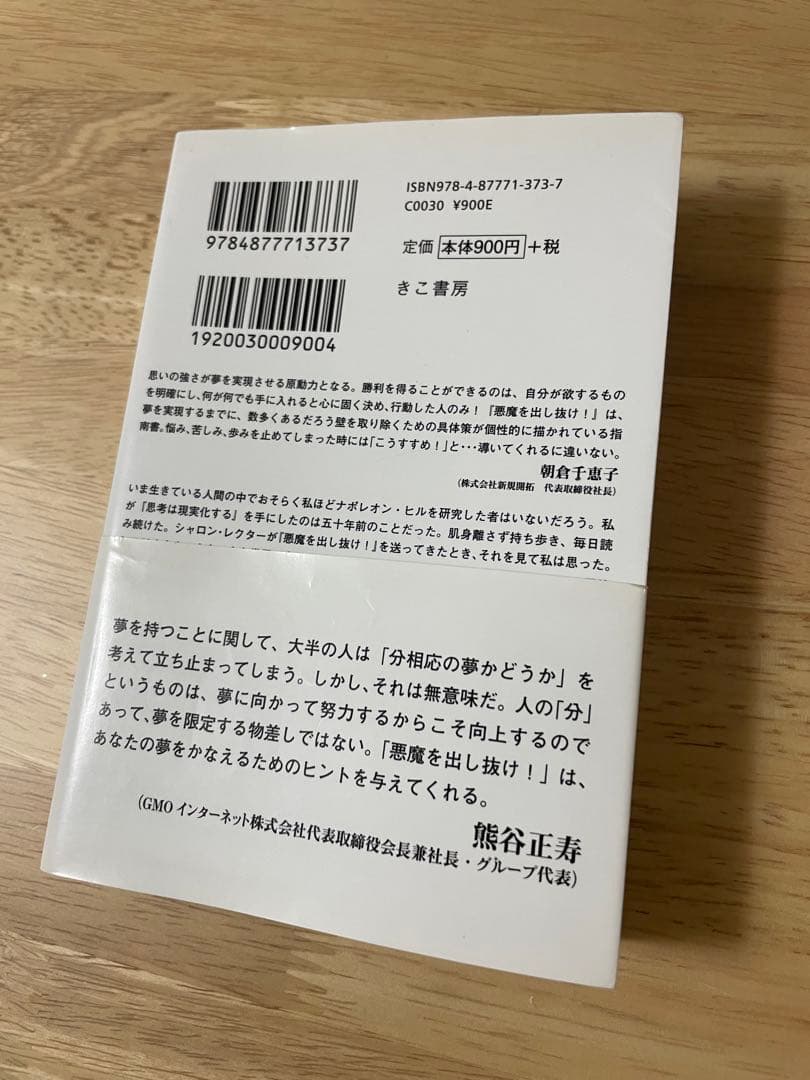 ISBN978-4-87771-373-7
C0030 ¥900E
9784877713737
定価 本体900円+税
きこ書房
1920030009004
思いの強さが夢を実現させる原動力となる。勝利を得ることができるのは、自分が欲するもの
を明確にし、何が何でも手に入れると心に固く決め、行動した人のみ！『悪魔を出し抜け！』は、
夢を実現するまでに、数多くあるだろう壁を取り除くための具体策が個性的に描かれている指
南書。悩み、苦しみ、歩みを止めてしまった時には「こうすすめ！」と・・・導いてくれるに違いない。
朝倉千恵子
（株式会社新規開拓 代表取締役社長）
いま生きている人間の中でおそらく私ほどナポレオン・ヒルを研究した者はいないだろう。私
が『思考は現実化する』を手にしたのは五十年前のことだった。肌身離さず持ち歩き、毎日読
み続けた。シャロン・レクターが『悪魔を出し抜け！』を送ってきたとき、それを見て私は思った。
夢を持つことに関して、大半の人は「分相応の夢かどうか」を
考えて立ち止まってしまう。しかし、それは無意味だ。人の「分」
というものは、夢に向かって努力するからこそ向上するので
あって、夢を限定する物差しではない。「悪魔を出し抜け！」は、
あなたの夢をかなえるためのヒントを与えてくれる。
熊谷正寿
（GMOインターネット株式会社代表取締役会長兼社長・グループ代表）